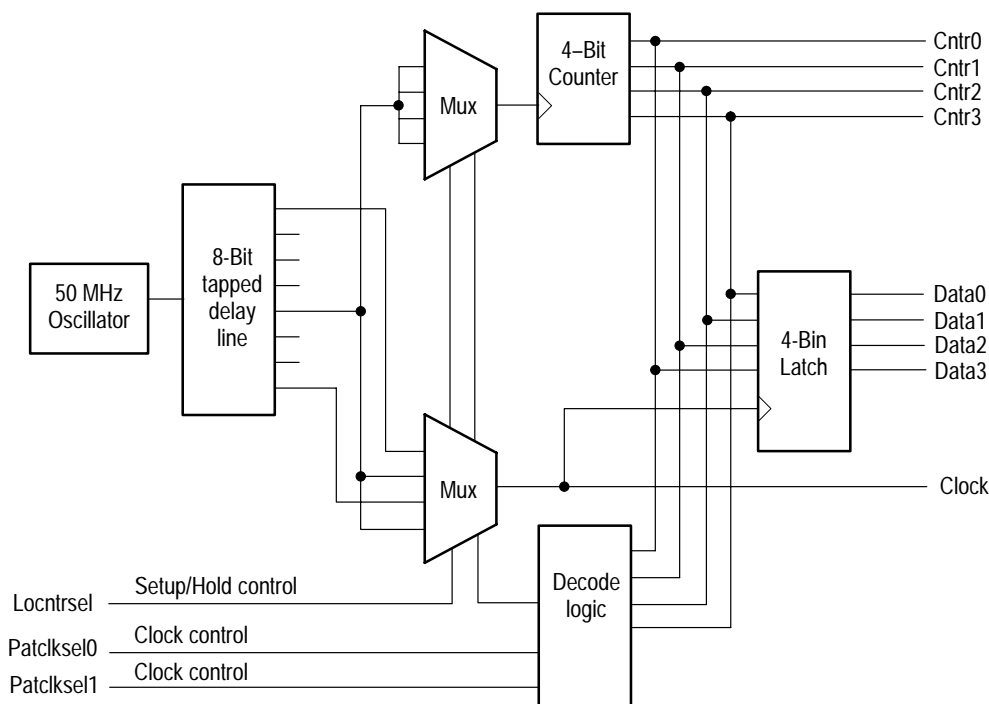 4–Bit
Counter
Mux
Cntr0
Cntr1
Cntr2
Cntr3
50 MHz
Oscillator
8-Bit
tapped
delay
line
4-Bin
Latch
Data0
Data1
Data2
Data3
Mux
Clock
Decode
logic
Locntrsel
Setup/Hold control
Patclksel0
Clock control
Patclksel1
Clock control